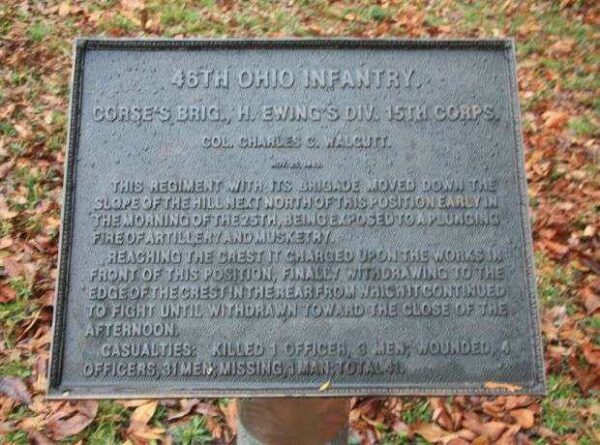 46TH OHIO INFANTRY.
CORSE'S BRIG., H. EWING'S DIV. 15TH CORPS.
COL. CHARLES C. WALCUTT.
NOV. 25, 1863.
THIS REGIMENT WITH ITS BRIGADE MOVED DOWN THE
SLOPE OF THE HILL NEXT NORTH OF THIS POSITION EARLY IN
THE MORNING OF THE 25TH, BEING EXPOSED TO A PLUNGING
FIRE OF ARTILLERY AND MUSKETRY.
REACHING THE CREST IT CHARGED UPON THE WORKS IN
FRONT OF THIS POSITION, FINALLY WITHDRAWING TO THE
EDGE OF THE CREST IN THE REAR FROM WHICH IT CONTINUED
TO FIGHT UNTIL WITHDRAWN TOWARD THE CLOSE OF THE
AFTERNOON.
CASUALTIES: KILLED 1 OFFICER, MEN; WOUNDED, 4
OFFICERS, 31 MEN; MISSING, 1 MAN; TOTAL